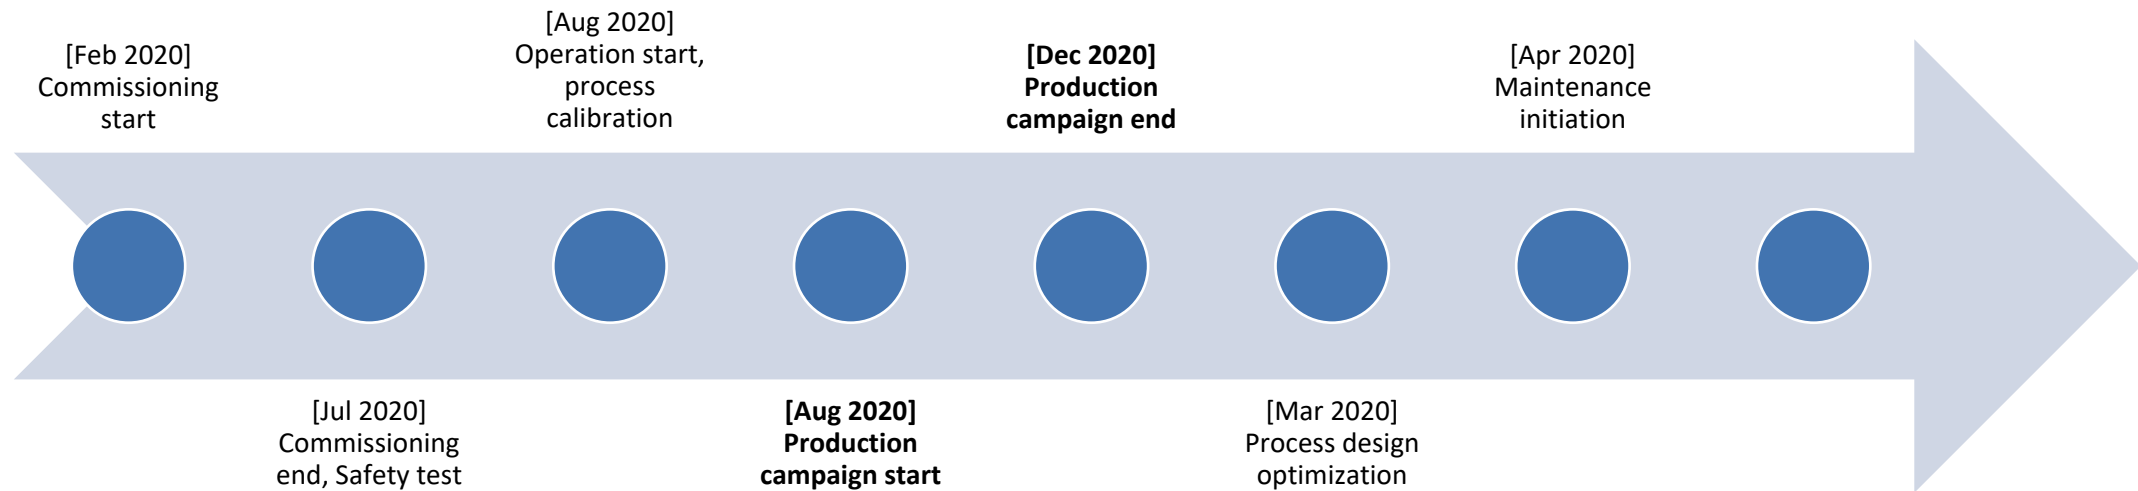 [Feb 2020]
Commissioning
start
[Jul 2020]
Commissioning
end, Safety test
[Aug 2020]
Operation start,
process
calibration
[Aug 2020]
Production
campaign start
[Dec 2020]
Production
campaign end
[Mar 2020]
Process design
optimization
[Apr 2020]
Maintenance
initiation